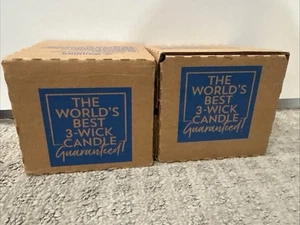 THE
WORLD'S
BEST
3-WICK
CANDLE
Guaranteed!
THE
WORLD'S
BEST
3-WICK
CANDLE
Guaranteed!